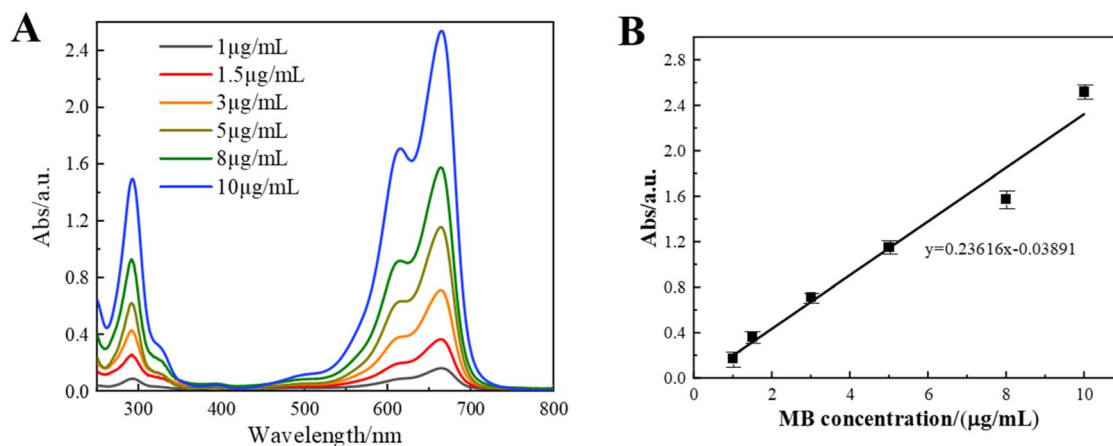 A
1μg/mL
1.5μg/mL
3μg/mL
5μg/mL
8μg/mL
10μg/mL
Abs/a.u.
2.4
2.0
1.6
1.2
0.8
0.4
0.0
300 400 500 600 700 800
Wavelength/nm
B
Abs/a.u.
2.8
2.4
2.0
1.6
1.2
0.8
0.4
0.0
y=0.23616x-0.03891
0 2 4 6 8 10
MB concentration/(μg/mL)